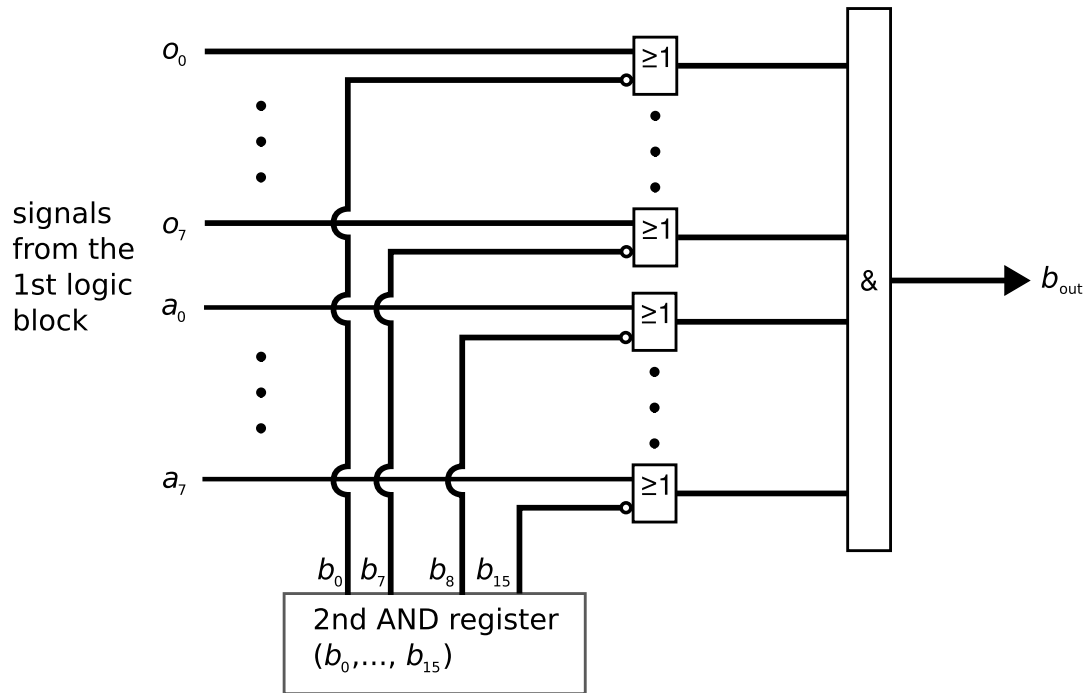 o₀
≥1
signals
from the
1st logic
block
o₇
≥1
a₀
≥1
&
b_out
a₇
≥1
b₀ b₇ b₈ b₁₅
2nd AND register
(b₀,..., b₁₅)